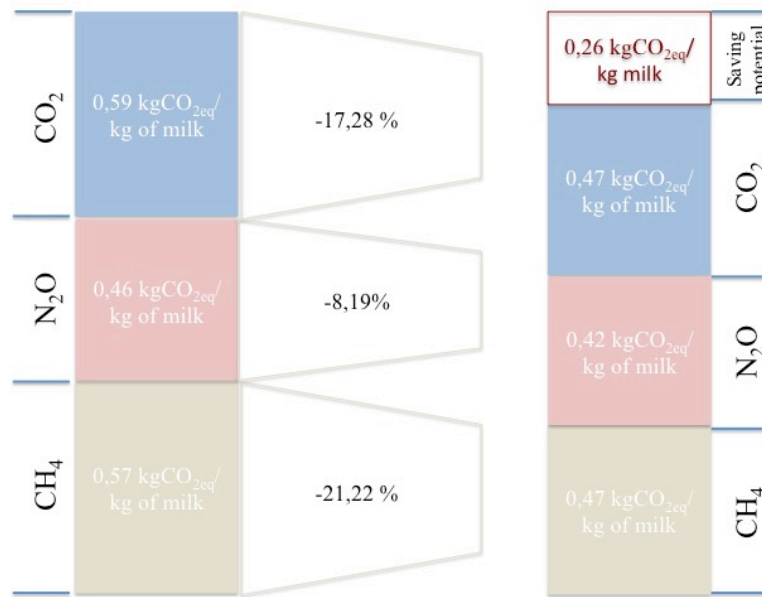 CO₂
0,59 kgCO₂eq/
kg of milk
-17,28 %
N₂O
0,46 kgCO₂eq/
kg of milk
-8,19%
CH₄
0,57 kgCO₂eq/
kg of milk
-21,22 %
0,26 kgCO₂eq/
kg milk
Saving
potential
0,47 kgCO₂eq/
kg of milk
CO₂
0,42 kgCO₂eq/
kg of milk
N₂O
0,47 kgCO₂eq/
kg of milk
CH₄